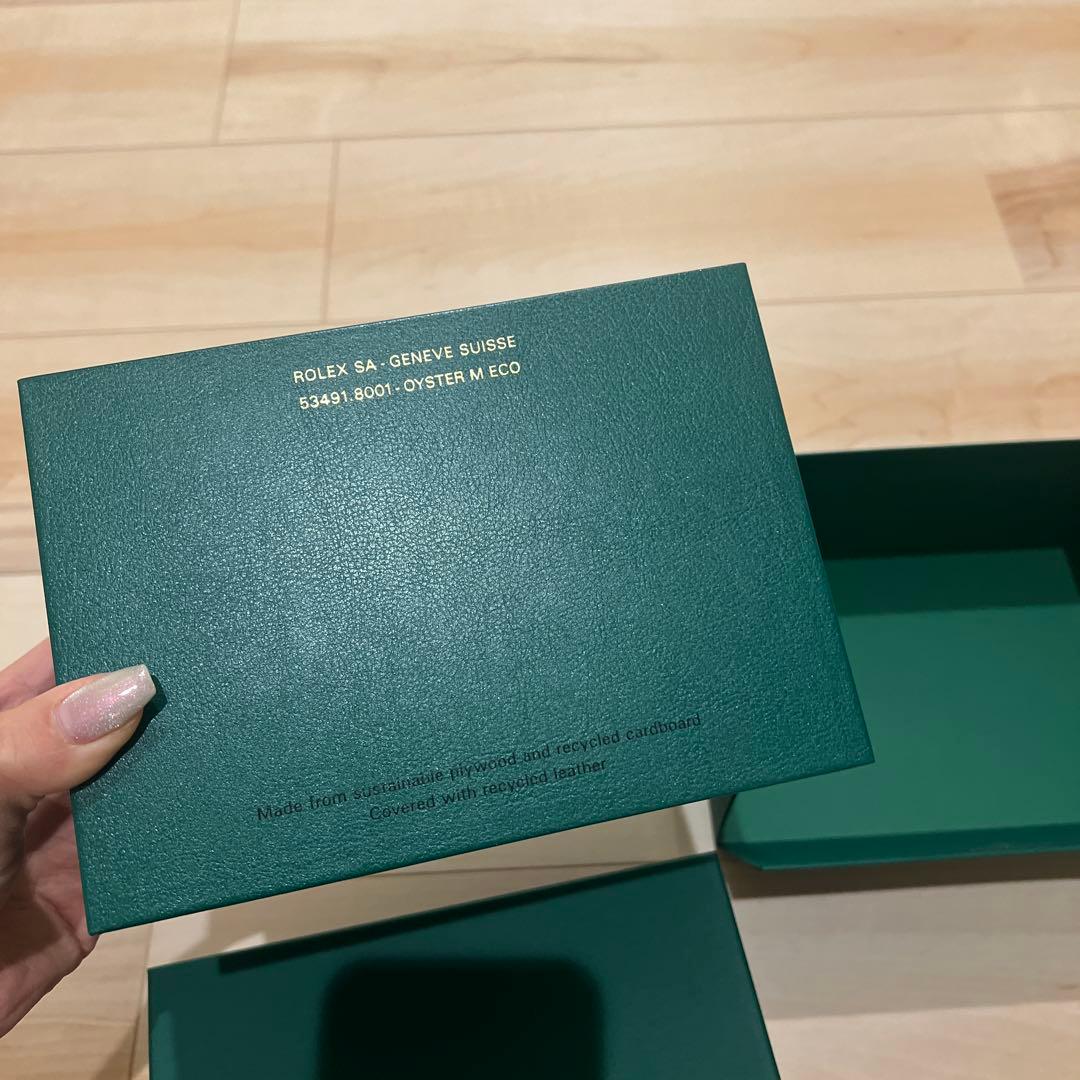 ROLEX SA - GENEVE SUISSE
53491.8001 - OYSTER M ECO
Made from sustainable plywood and recycled cardboard
Covered with recycled leather